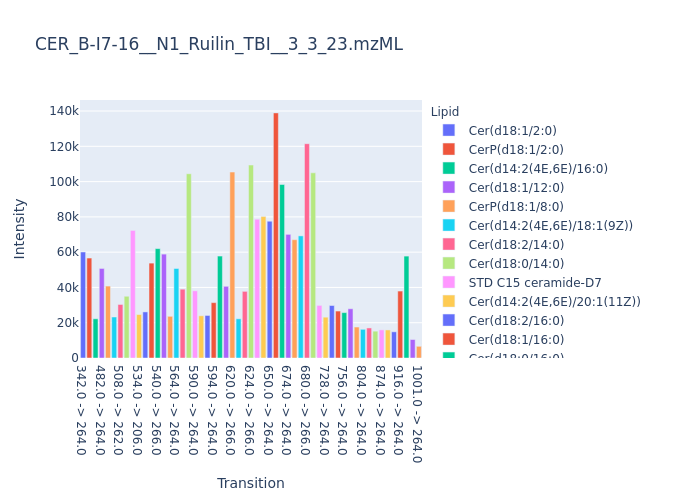 CER_B-I7-16__N1_Ruilin_TBI__3_3_23.mzML
Lipid
Cer(d18:1/2:0)
CerP(d18:1/2:0)
Cer(d14:2(4E,6E)/16:0)
Cer(d18:1/12:0)
CerP(d18:1/8:0)
Cer(d14:2(4E,6E)/18:1(9Z))
Cer(d18:2/14:0)
Cer(d18:0/14:0)
STD C15 ceramide-D7
Cer(d14:2(4E,6E)/20:1(11Z))
Cer(d18:2/16:0)
Cer(d18:1/16:0)
Cer(d18:0/16:0)
Intensity
140k
120k
100k
80k
60k
40k
20k
0
342.0 -> 264.0
482.0 -> 264.0
508.0 -> 262.0
534.0 -> 206.0
540.0 -> 266.0
564.0 -> 264.0
590.0 -> 264.0
594.0 -> 264.0
620.0 -> 266.0
624.0 -> 266.0
650.0 -> 264.0
674.0 -> 264.0
680.0 -> 266.0
728.0 -> 264.0
756.0 -> 264.0
804.0 -> 264.0
874.0 -> 264.0
916.0 -> 264.0
1001.0 -> 264.0
Transition